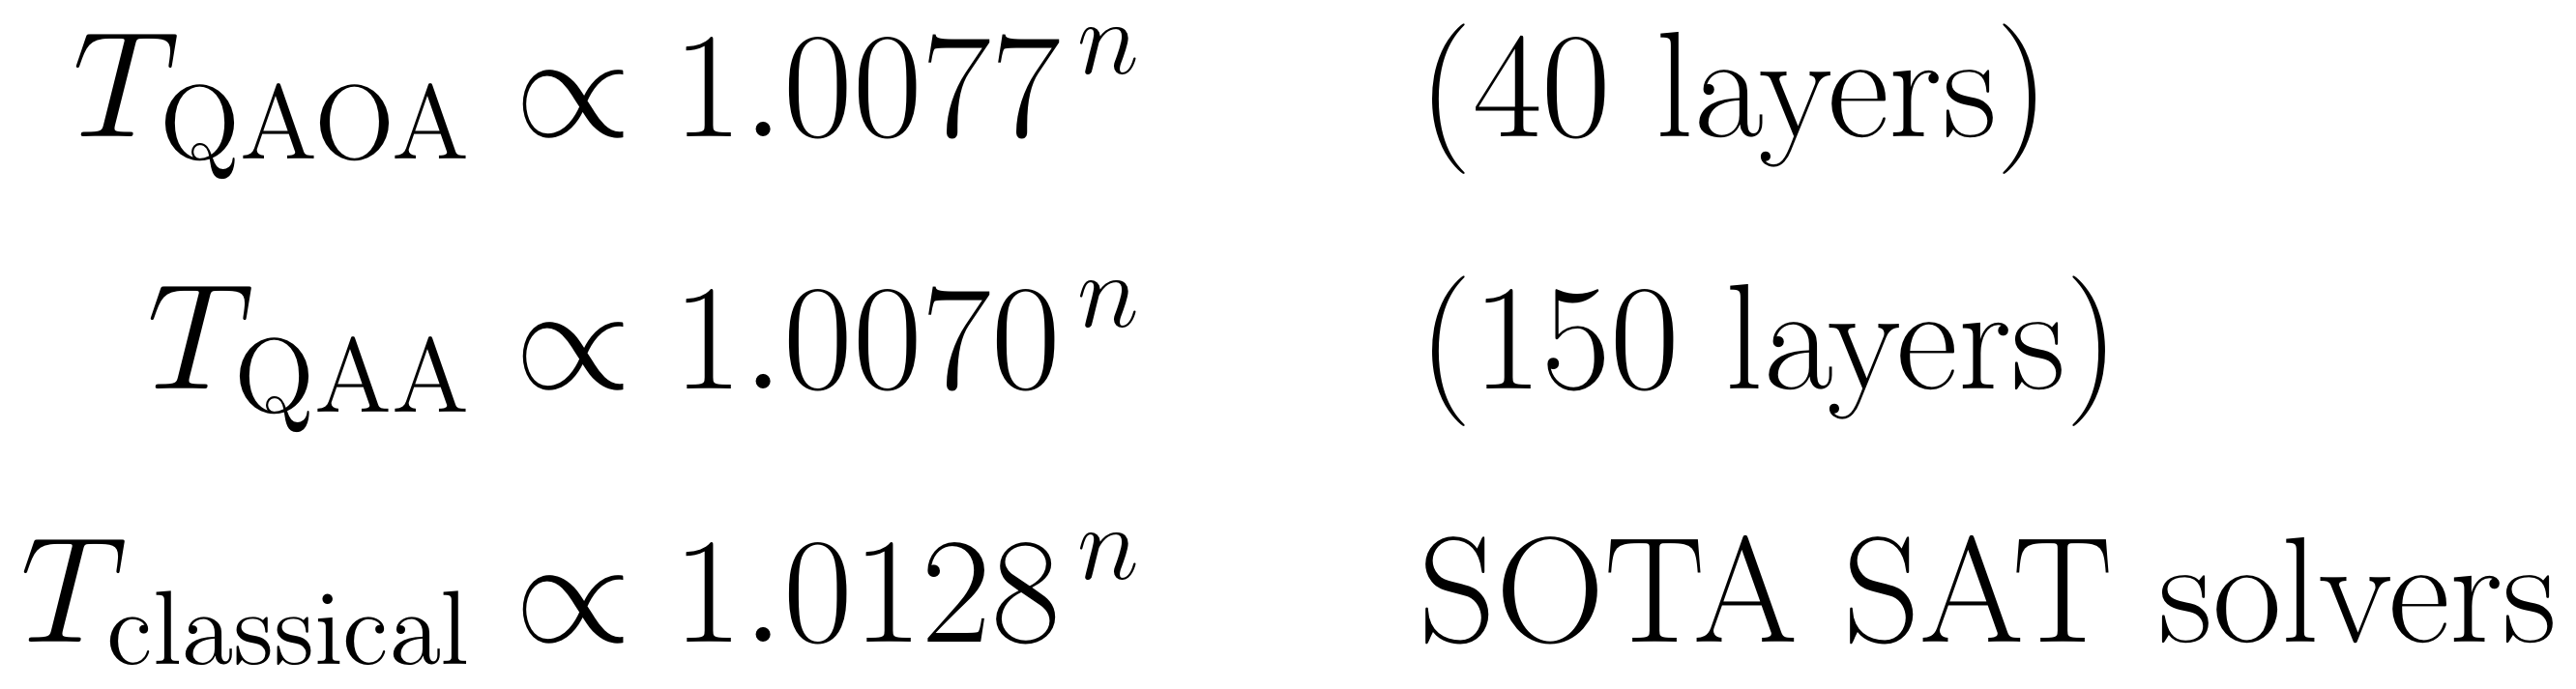 T_QAOA ∝ 1.0077^n (40 layers)
T_QAA ∝ 1.0070^n (150 layers)
T_classical ∝ 1.0128^n SOTA SAT solvers